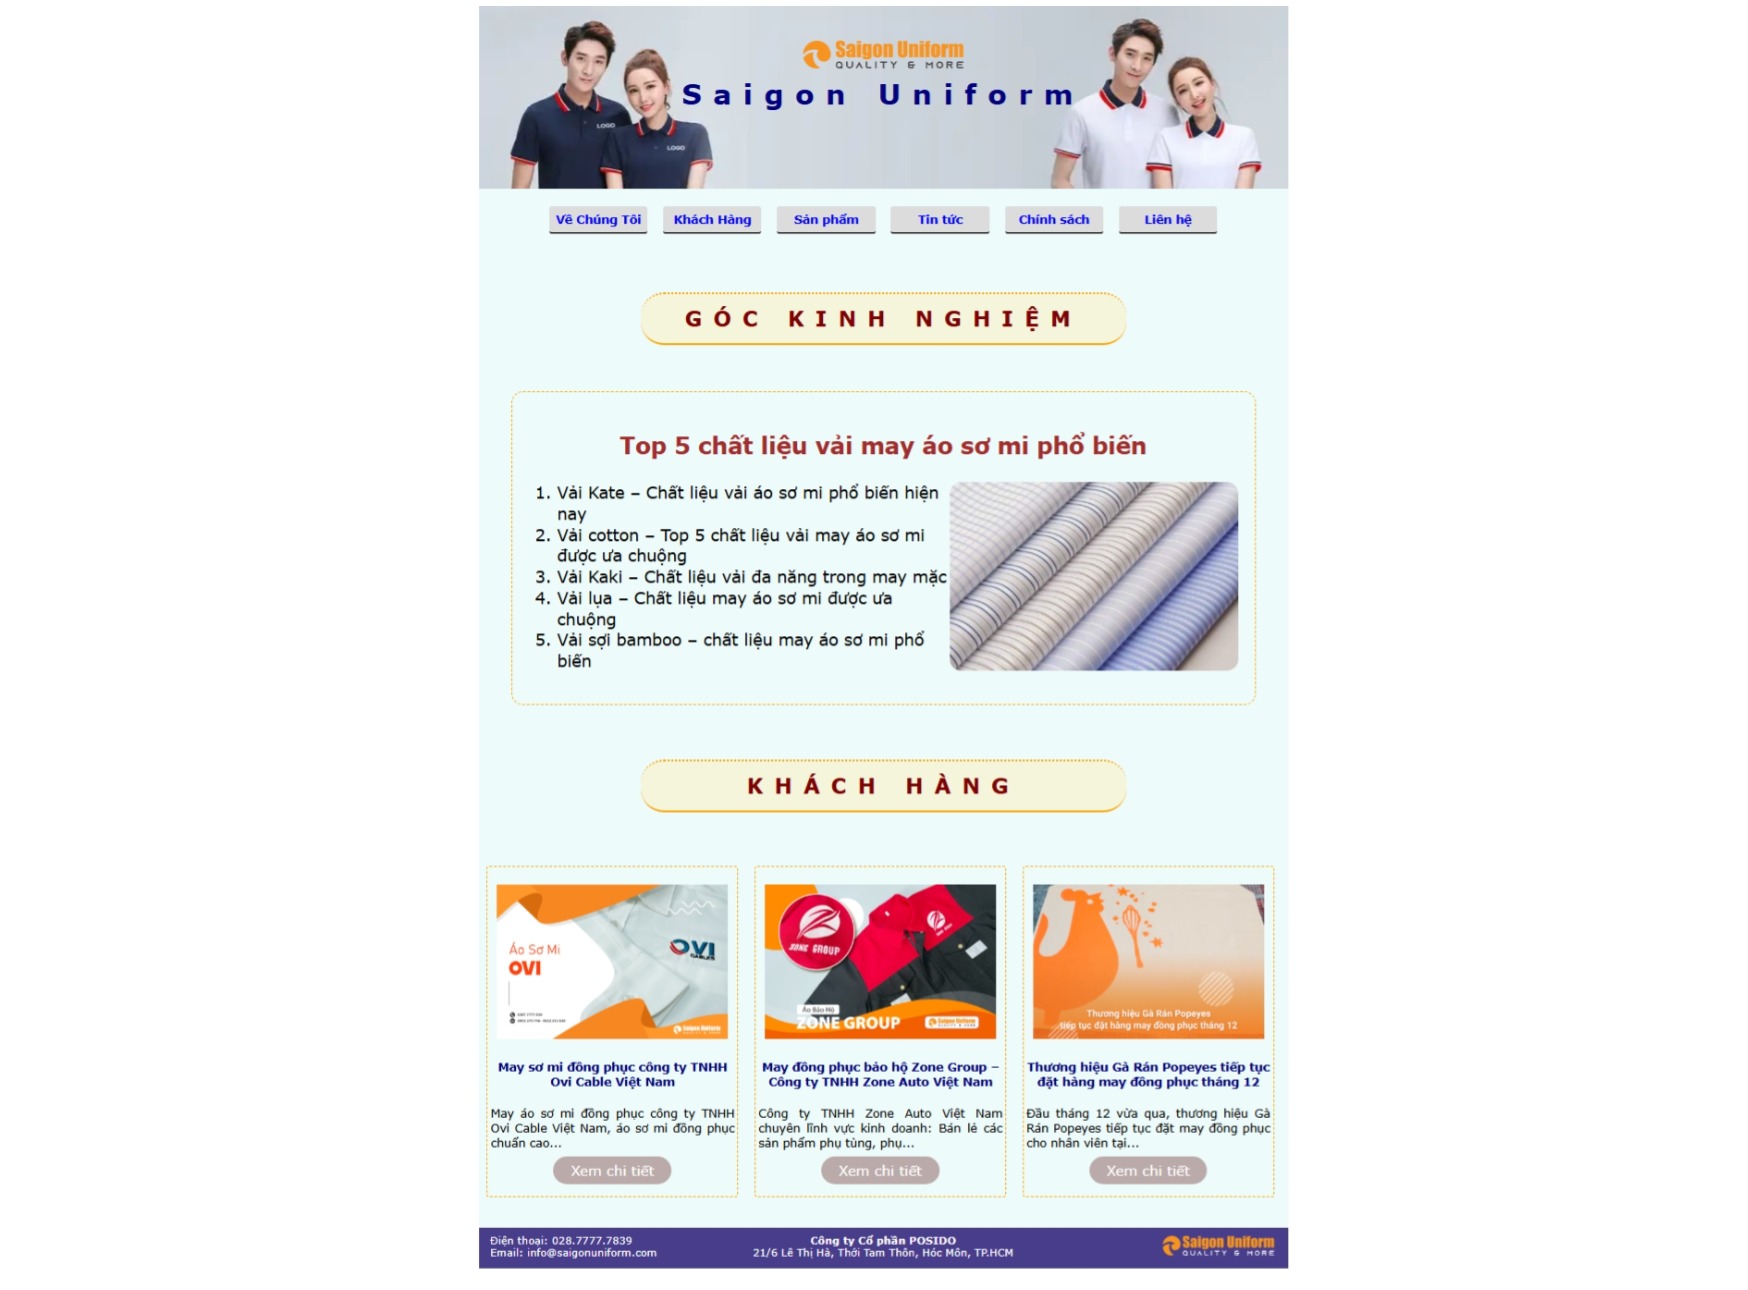 Saigon Uniform
QUALITY & MORE
Saigon Uniform
LOGO
LOGO
Về Chúng Tôi
Khách Hàng
Sản phẩm
Tin tức
Chính sách
Liên hệ
GÓC KINH NGHIỆM
Top 5 chất liệu vải may áo sơ mi phổ biến
1. Vải Kate – Chất liệu vải áo sơ mi phổ biến hiện
nay
2. Vải cotton – Top 5 chất liệu vải may áo sơ mi
được ưa chuộng
3. Vải Kaki – Chất liệu vải đa năng trong may mặc
4. Vải lụa – Chất liệu may áo sơ mi được ưa
chuộng
5. Vải sợi bamboo – chất liệu may áo sơ mi phổ
biến
KHÁCH HÀNG
Áo Sơ Mi
OVI
OVI
CABLES
Saigon Uniform
QUALITY & MORE
May sơ mi đồng phục công ty TNHH
Ovi Cable Việt Nam
May áo sơ mi đồng phục công ty TNHH
Ovi Cable Việt Nam, áo sơ mi đồng phục
chuẩn cao...
Xem chi tiết
ZONE GROUP
Áo Bảo Hộ
ZONE GROUP
Saigon Uniform
QUALITY & MORE
May đồng phục bảo hộ Zone Group –
Công ty TNHH Zone Auto Việt Nam
Công ty TNHH Zone Auto Việt Nam
chuyên lĩnh vực kinh doanh: Bán lẻ các
sản phẩm phụ tùng, phụ...
Xem chi tiết
Thương hiệu Gà Rán Popeyes
tiếp tục đặt hàng may đồng phục tháng 12
Thương hiệu Gà Rán Popeyes tiếp tục
đặt hàng may đồng phục tháng 12
Đầu tháng 12 vừa qua, thương hiệu Gà
Rán Popeyes tiếp tục đặt may đồng phục
cho nhân viên tại...
Xem chi tiết
Điện thoại: 028.7777.7839
Email: info@saigonuniform.com
Công ty Cổ phần POSIDO
21/6 Lê Thị Hà, Thới Tam Thôn, Hóc Môn, TP.HCM
Saigon Uniform
QUALITY & MORE